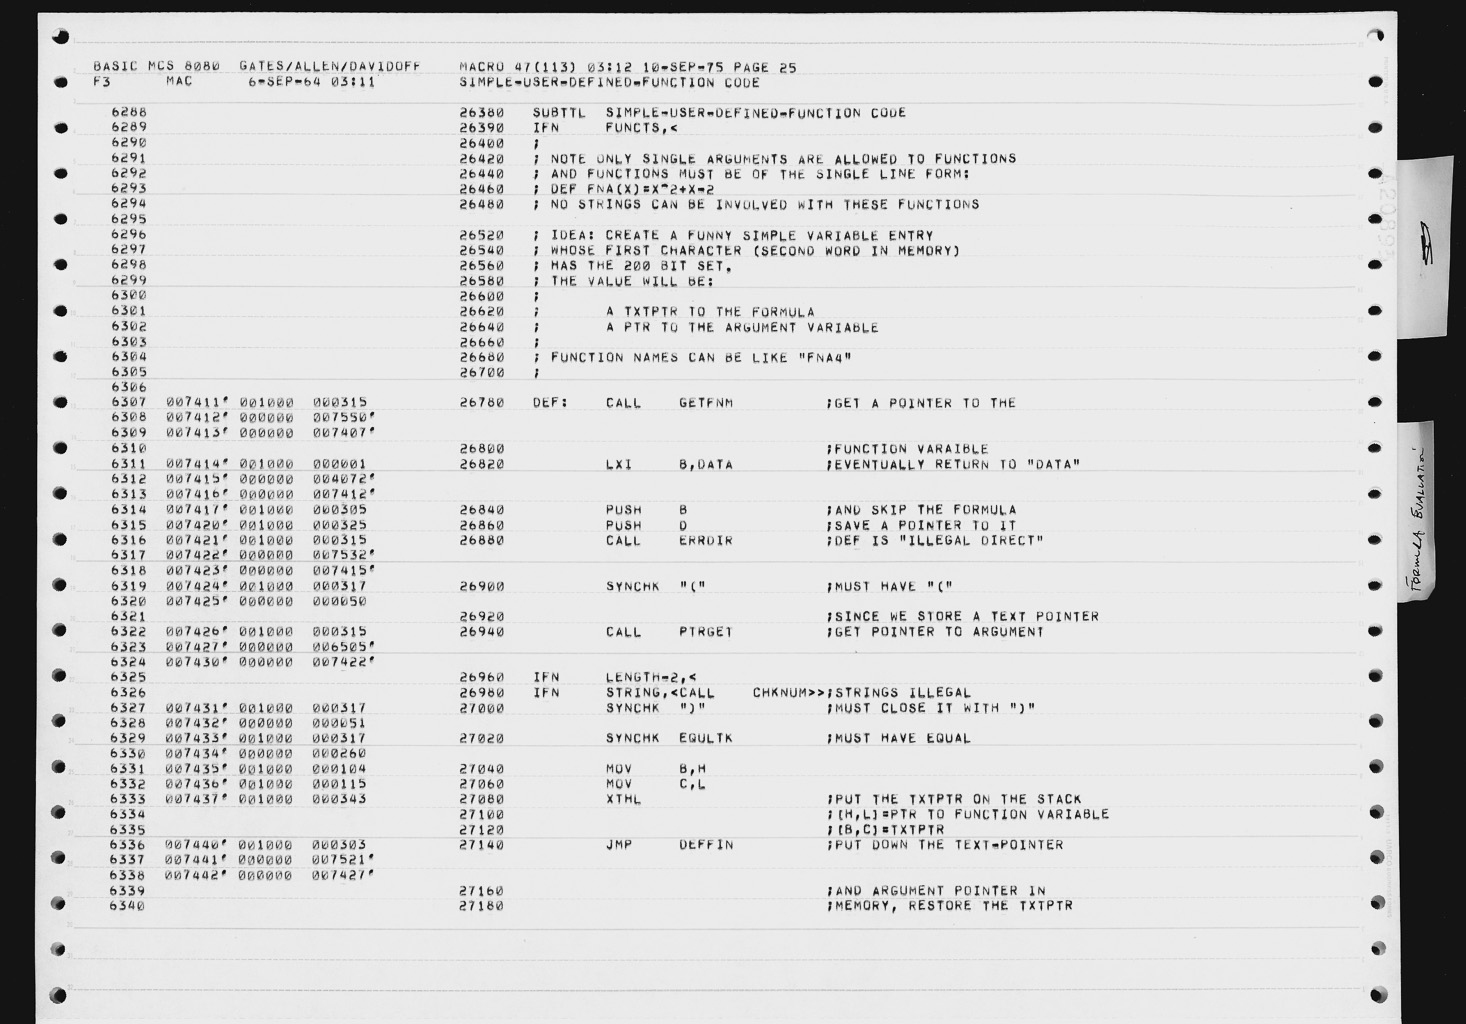 BASIC MCS 8080 GATES/ALLEN/DAVIDOFF MACRO 47(113) 03:12 10-SEP-75 PAGE 25
F3 MAC 6-SEP-64 03:11 SIMPLE-USER-DEFINED-FUNCTION CODE
6288 26380 SUBTTL SIMPLE-USER-DEFINED-FUNCTION CODE
6289 26390 IFN FUNCTS,<
6290 26400 ;
6291 26420 ; NOTE ONLY SINGLE ARGUMENTS ARE ALLOWED TO FUNCTIONS
6292 26440 ; AND FUNCTIONS MUST BE OF THE SINGLE LINE FORM:
6293 26460 ; DEF FNA(X)=X^2+X-2
6294 26480 ; NO STRINGS CAN BE INVOLVED WITH THESE FUNCTIONS
6295
6296 26520 ; IDEA: CREATE A FUNNY SIMPLE VARIABLE ENTRY
6297 26540 ; WHOSE FIRST CHARACTER (SECOND WORD IN MEMORY)
6298 26560 ; HAS THE 200 BIT SET.
6299 26580 ; THE VALUE WILL BE:
6300 26600 ;
6301 26620 ; A TXTPTR TO THE FORMULA
6302 26640 ; A PTR TO THE ARGUMENT VARIABLE
6303 26660 ;
6304 26680 ; FUNCTION NAMES CAN BE LIKE "FNA4"
6305 26700 ;
6306
6307 007411' 001000 000315 26780 DEF: CALL GETFNM ;GET A POINTER TO THE
6308 007412' 000000 007550'
6309 007413' 000000 007407'
6310 26800 ;FUNCTION VARAIBLE
6311 007414' 001000 000001 26820 LXI B,DATA ;EVENTUALLY RETURN TO "DATA"
6312 007415' 000000 004072'
6313 007416' 000000 007412'
6314 007417' 001000 000305 26840 PUSH B ;AND SKIP THE FORMULA
6315 007420' 001000 000325 26860 PUSH D ;SAVE A POINTER TO IT
6316 007421' 001000 000315 26880 CALL ERRDIR ;DEF IS "ILLEGAL DIRECT"
6317 007422' 000000 007532'
6318 007423' 000000 007415'
6319 007424' 001000 000317 26900 SYNCHK "(" ;MUST HAVE "("
6320 007425' 000000 000050
6321 26920 ;SINCE WE STORE A TEXT POINTER
6322 007426' 001000 000315 26940 CALL PTRGET ;GET POINTER TO ARGUMENT
6323 007427' 000000 006505'
6324 007430' 000000 007422'
6325 26960 IFN LENGTH-2,<
6326 26980 IFN STRING,<CALL CHKNUM>>;STRINGS ILLEGAL
6327 007431' 001000 000317 27000 SYNCHK ")" ;MUST CLOSE IT WITH ")"
6328 007432' 000000 000051
6329 007433' 001000 000317 27020 SYNCHK EQULTK ;MUST HAVE EQUAL
6330 007434' 000000 000260
6331 007435' 001000 000104 27040 MOV B,H
6332 007436' 001000 000115 27060 MOV C,L
6333 007437' 001000 000343 27080 XTHL ;PUT THE TXTPTR ON THE STACK
6334 27100 ;[H,L]=PTR TO FUNCTION VARIABLE
6335 27120 ;[B,C]=TXTPTR
6336 007440' 001000 000303 27140 JMP DEFFIN ;PUT DOWN THE TEXT-POINTER
6337 007441' 000000 007521'
6338 007442' 000000 007427'
6339 27160 ;AND ARGUMENT POINTER IN
6340 27180 ;MEMORY, RESTORE THE TXTPTR
FORMULA EVALUATION